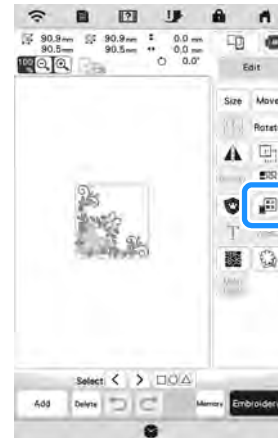 90.9mm 90.9mm 0.0 mm
90.5mm 90.5mm 0.0 mm
0.0°
100
Edit
Size Move
Rotat
T
Select < >
Add Delete Memory Embroider